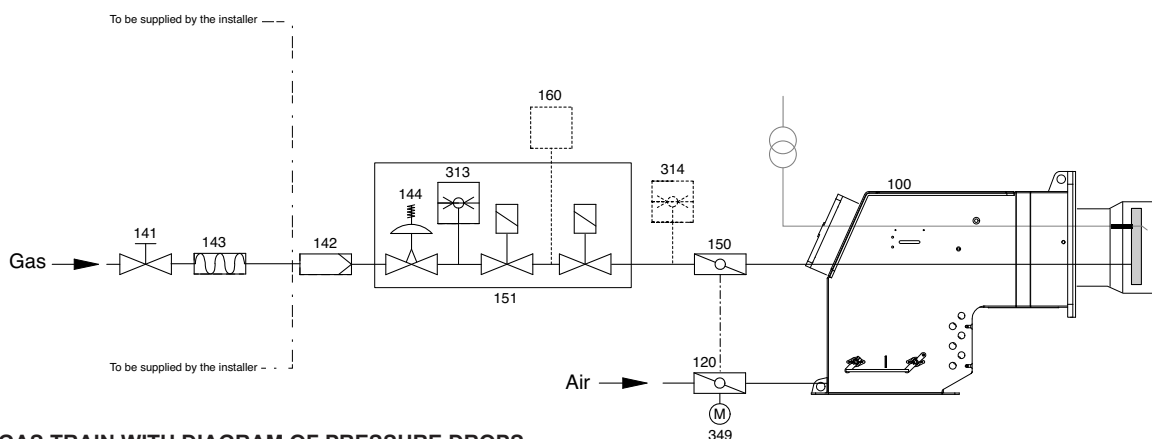 To be supplied by the installer
160
313
314
144
100
141
143
142
150
Gas
151
To be supplied by the installer
120
Air
M
349
GAS TRAIN WITH DIAGRAM OF PRESSURE DROPS